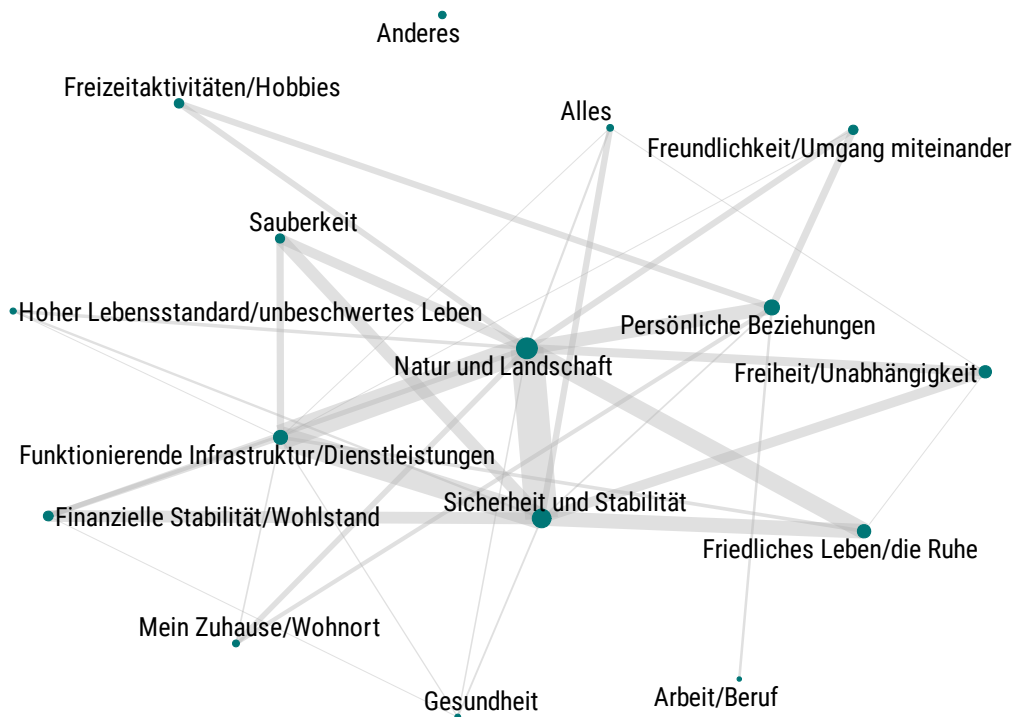 Anderes
Freizeitaktivitäten/Hobbies
Alles
Freundlichkeit/Umgang miteinander
Sauberkeit
Hoher Lebensstandard/unbeschwertes Leben
Persönliche Beziehungen
Natur und Landschaft
Freiheit/Unabhängigkeit
Funktionierende Infrastruktur/Dienstleistungen
Sicherheit und Stabilität
Finanzielle Stabilität/Wohlstand
Friedliches Leben/die Ruhe
Mein Zuhause/Wohnort
Gesundheit
Arbeit/Beruf